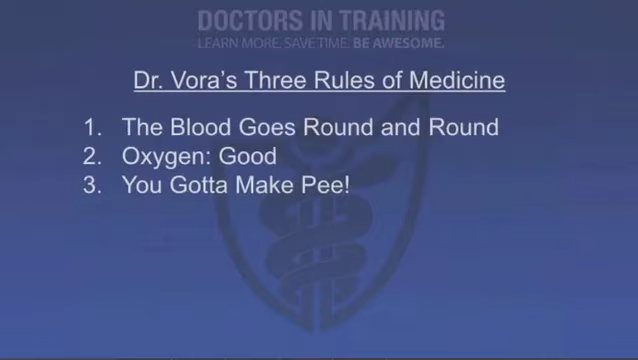 DOCTORS IN TRAINING
LEARN MORE. SAVE TIME. BE AWESOME.
Dr. Vora's Three Rules of Medicine
1. The Blood Goes Round and Round
2. Oxygen: Good
3. You Gotta Make Pee!